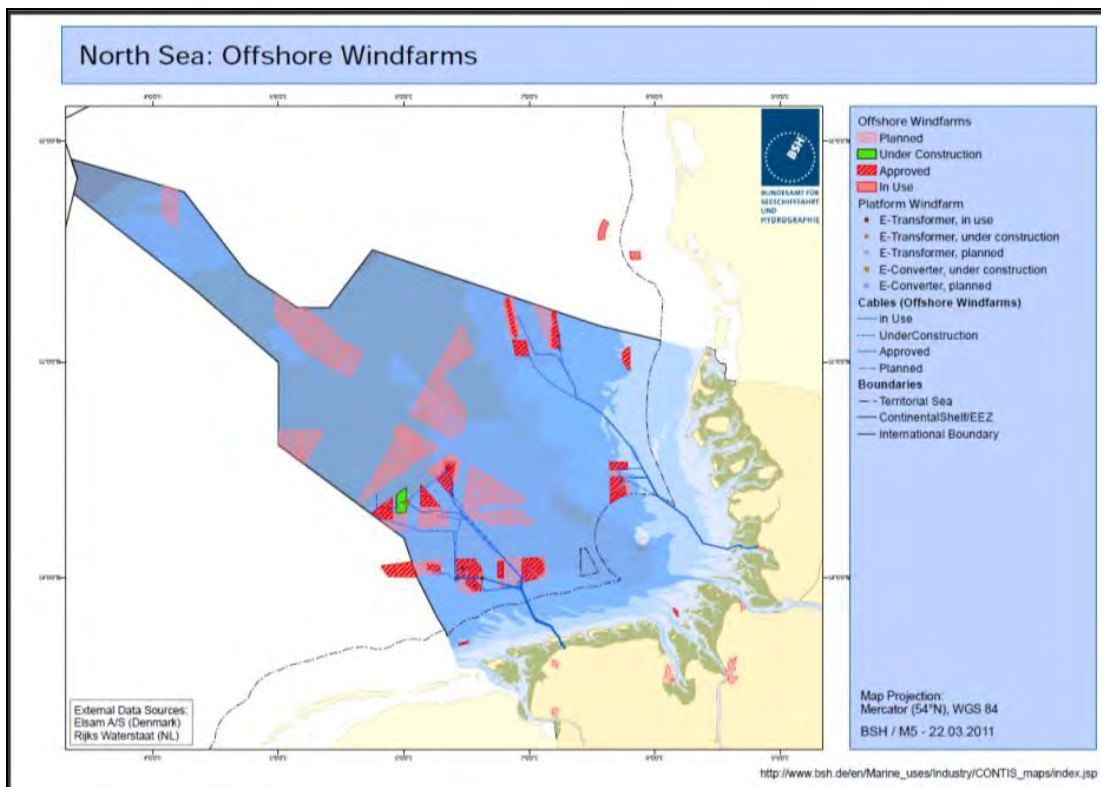 North Sea: Offshore Windfarms
BSH
BUNDESAMT FÜR
SEESCHIFFFAHRT
UND
HYDROGRAPHIE
Offshore Windfarms
Planned
Under Construction
Approved
In Use
Platform Windfarm
E-Transformer, in use
E-Transformer, under construction
E-Transformer, planned
E-Converter, under construction
E-Converter, planned
Cables (Offshore Windfarms)
in Use
UnderConstruction
Approved
Planned
Boundaries
Territorial Sea
ContinentalShelf/EEZ
International Boundary
External Data Sources:
Elsam A/S (Denmark)
Rijks Waterstaat (NL)
Map Projection:
Mercator (54°N), WGS 84
BSH / M5 - 22.03.2011
http://www.bsh.de/en/Marine_uses/Industry/CONTIS_maps/index.jsp